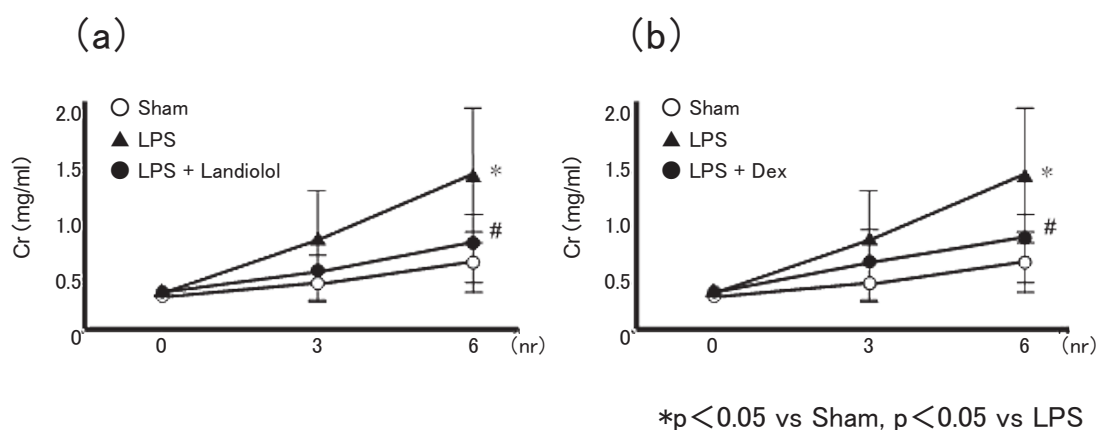 (a)
Cr (mg/ml)
2.0
1.5
1.0
0.5
0
○ Sham
▲ LPS
● LPS + Landiolol
*
#
0 3 6 (nr)
(b)
Cr (mg/ml)
2.0
1.5
1.0
0.5
0
○ Sham
▲ LPS
● LPS + Dex
*
#
0 3 6 (nr)
*p<0.05 vs Sham, p<0.05 vs LPS